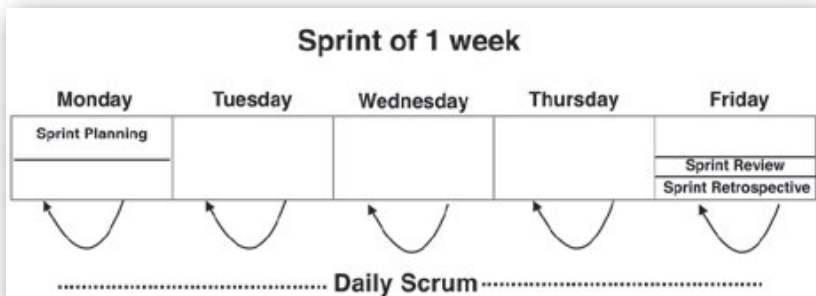 Sprint of 1 week
Monday Tuesday Wednesday Thursday Friday
Sprint Planning
Sprint Review
Sprint Retrospective
Daily Scrum